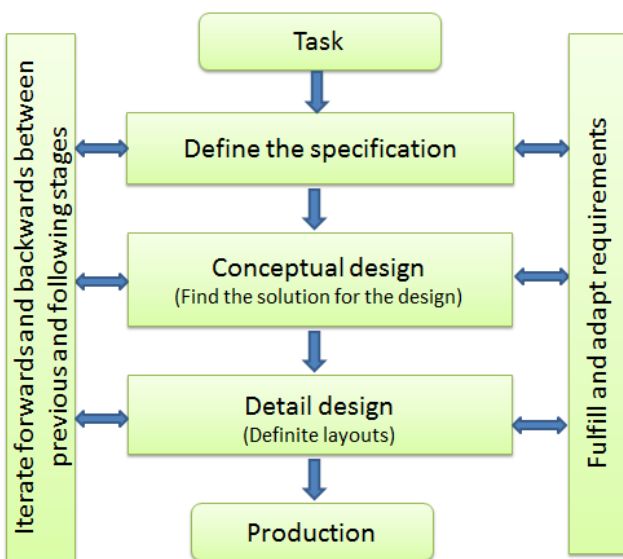 Task
Define the specification
Conceptual design
(Find the solution for the design)
Detail design
(Definite layouts)
Production
Iterate forwards and backwards between
previous and following stages
Fulfill and adapt requirements